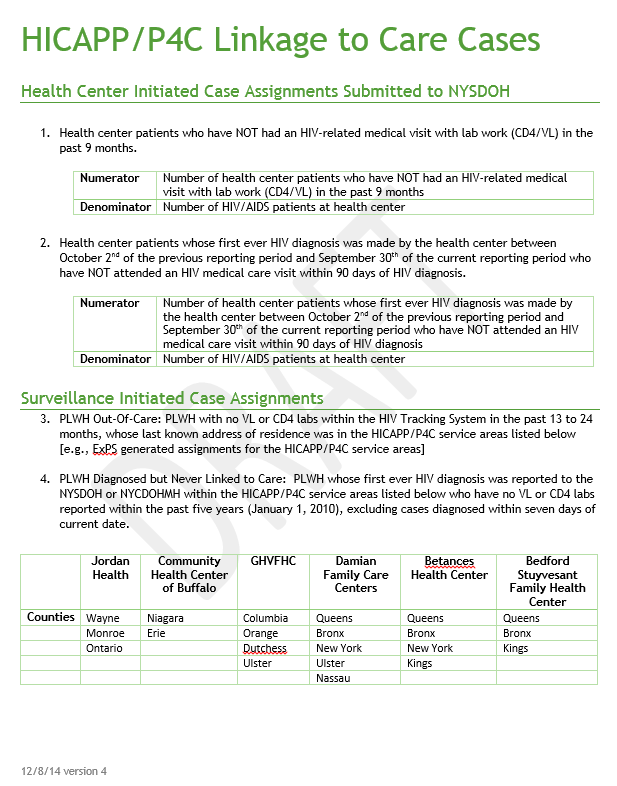 HICAPP/P4C Linkage to Care Cases
Health Center Initiated Case Assignments Submitted to NYSDOH
1. Health center patients who have NOT had an HIV-related medical visit with lab work (CD4/VL) in the
past 9 months.
Numerator Number of health center patients who have NOT had an HIV-related medical
visit with lab work (CD4/VL) in the past 9 months
Denominator Number of HIV/AIDS patients at health center
2. Health center patients whose first ever HIV diagnosis was made by the health center between
October 2nd of the previous reporting period and September 30th of the current reporting period who
have NOT attended an HIV medical care visit within 90 days of HIV diagnosis.
Numerator Number of health center patients whose first ever HIV diagnosis was made by
the health center between October 2nd of the previous reporting period and
September 30th of the current reporting period who have NOT attended an HIV
medical care visit within 90 days of HIV diagnosis
Denominator Number of HIV/AIDS patients at health center
Surveillance Initiated Case Assignments
3. PLWH Out-Of-Care: PLWH with no VL or CD4 labs within the HIV Tracking System in the past 13 to 24
months, whose last known address of residence was in the HICAPP/P4C service areas listed below
[e.g., ExPS generated assignments for the HICAPP/P4C service areas]
4. PLWH Diagnosed but Never Linked to Care: PLWH whose first ever HIV diagnosis was reported to the
NYSDOH or NYCDOHMH within the HICAPP/P4C service areas listed below who have no VL or CD4 labs
reported within the past five years (January 1, 2010), excluding cases diagnosed within seven days of
current date.
Jordan Community GHVFHC Damian Betances Bedford
Health Health Center Family Care Health Center Stuyvesant
of Buffalo Centers Family Health
Center
Counties Wayne Niagara Columbia Queens Queens Queens
Monroe Erie Orange Bronx Bronx Bronx
Ontario Dutchess New York New York Kings
Ulster Ulster Kings
Nassau
12/8/14 version 4
DRAFT